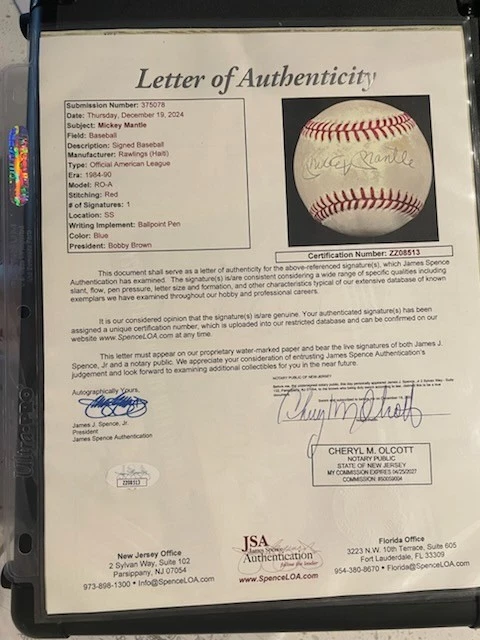 Letter of Authenticity
Submission Number: 375078
Date: Thursday, December 19, 2024
Subject: Mickey Mantle
Field: Baseball
Description: Signed Baseball
Manufacturer: Rawlings (Haiti)
Type: Official American League
Era: 1984-90
Model: RO-A
Stitching: Red
# of Signatures: 1
Location: SS
Writing Implement: Ballpoint Pen
Color: Blue
President: Bobby Brown
Mickey Mantle
Certification Number: ZZ08513
This document shall serve as a letter of authenticity for the above-referenced signature(s), which James Spence
Authentication has examined. The signature(s) is/are consistent considering a wide range of specific qualities including
slant, flow, pen pressure, letter size and formation, and other characteristics typical of our extensive database of known
exemplars we have examined throughout our hobby and professional careers.
It is our considered opinion that the signature(s) is/are genuine. Your authenticated signature(s) has been
assigned a unique certification number, which is uploaded into our restricted database and can be confirmed on our
website www.SpenceLOA.com at any time.
This letter must appear on our proprietary water-marked paper and bear the live signatures of both James J.
Spence, Jr and a notary public. We appreciate your consideration of entrusting James Spence Authentication's
judgement and look forward to examining additional collectibles for you in the near future.
Autographically Yours,
James J. Spence, Jr.
President
James Spence Authentication
ZZ08513
NOTARY PUBLIC OF NEW JERSEY
Cheryl M Olcott
CHERYL M. OLCOTT
NOTARY PUBLIC
STATE OF NEW JERSEY
MY COMMISSION EXPIRES 04/25/2027
COMMISSION:
New Jersey Office
2 Sylvan Way, Suite 102
Parsippany, NJ 07054
973-898-1300 • Info@SpenceLOA.com
JSA
James Spence
Authentication
follow the leader
www.SpenceLOA.com
Florida Office
3223 N.W. 10th Terrace, Suite 605
Fort Lauderdale, FL 33309
954-380-8670 • Florida@SpenceLOA.com